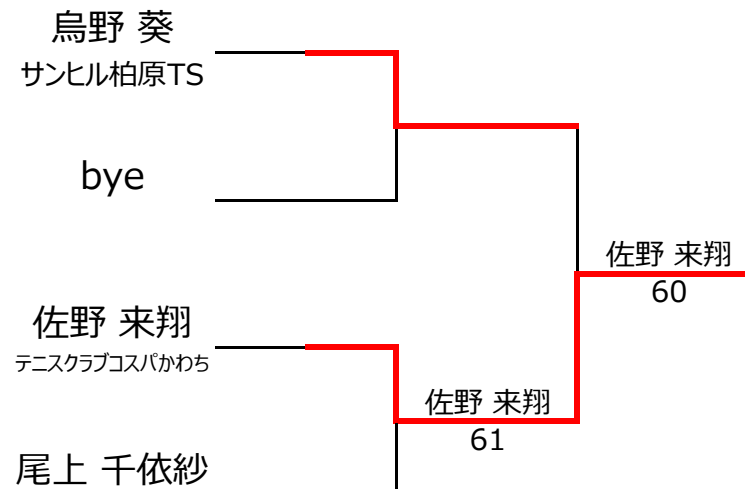 烏野 葵
サンヒル柏原TS
bye
佐野 来翔
60
佐野 来翔
テニスクラブコスパかわち
佐野 来翔
61
尾上 千依紗